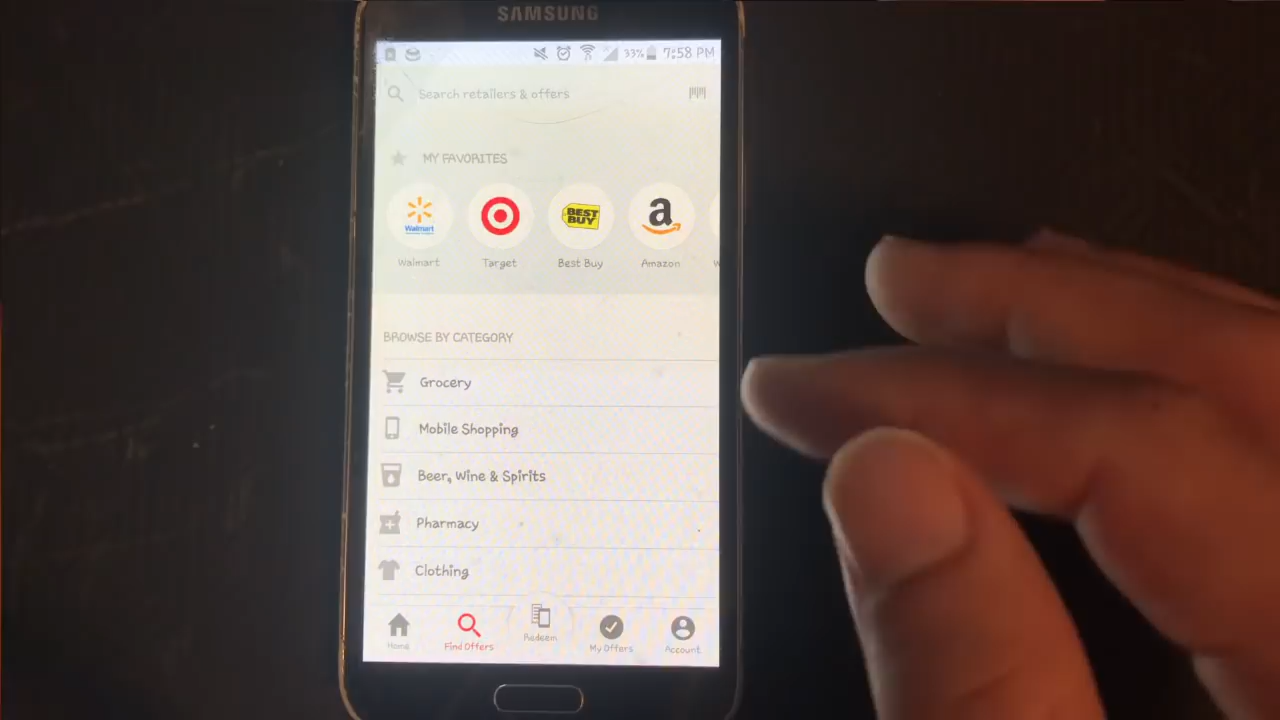 SAMSUNG
33% 7:58 PM
Search retailers & offers
MY FAVORITES
Walmart
BEST BUY
a
Walmart Target Best Buy Amazon
BROWSE BY CATEGORY
Grocery
Mobile Shopping
Beer, Wine & Spirits
Pharmacy
Clothing
Home Find Offers Redeem My Offers Account